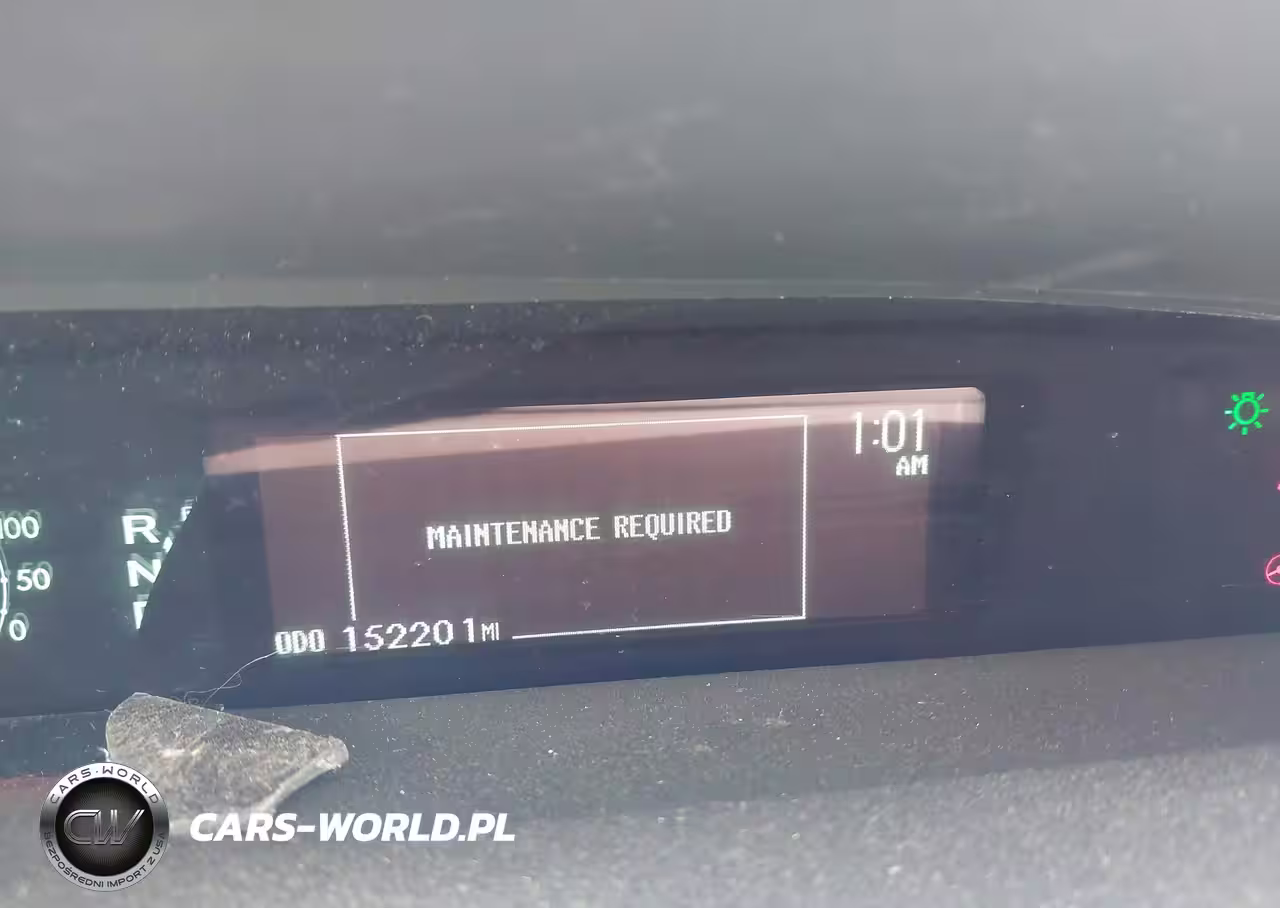 1:01
AM
100
R
50
N
MAINTENANCE REQUIRED
0
ODO 152201 MI
CARS-WORLD
CW
BEZPOŚREDNI IMPORT Z USA
CARS-WORLD.PL